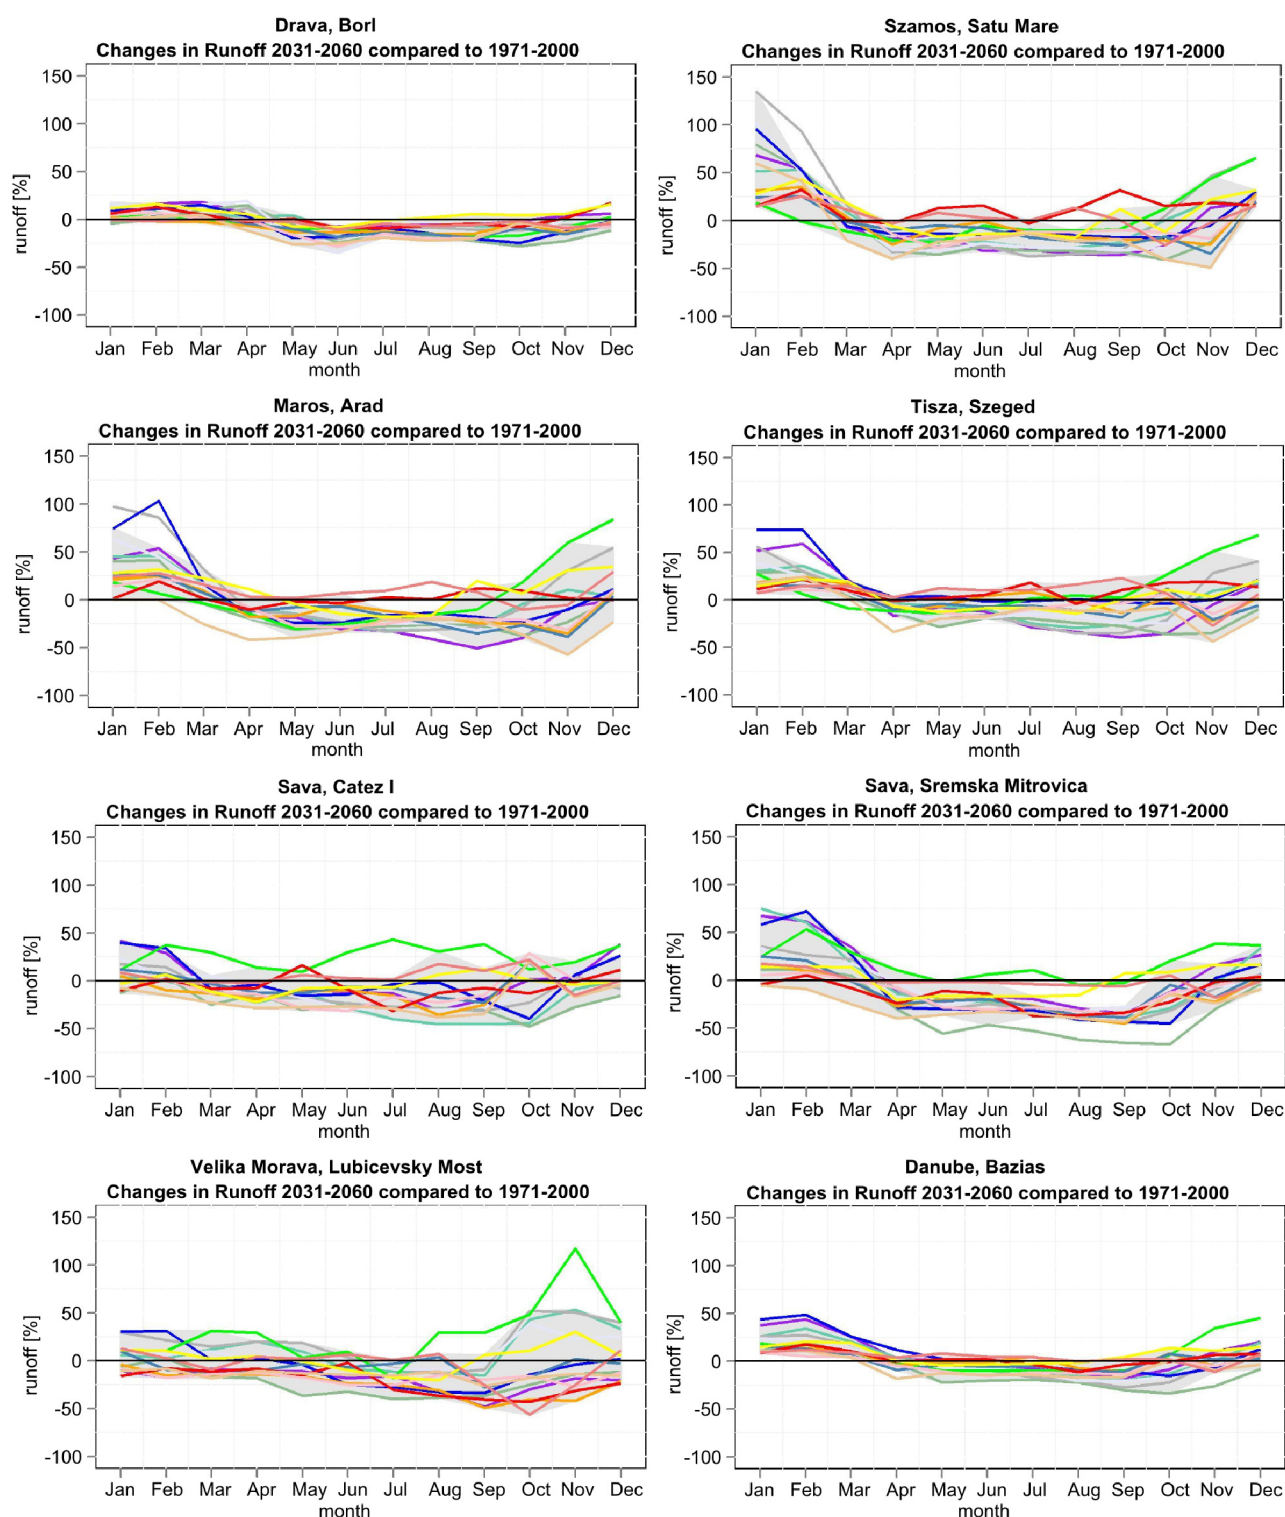 Drava, Borl
Changes in Runoff 2031-2060 compared to 1971-2000
150
100
50
0
-50
-100
runoff [%]
Jan Feb Mar Apr May Jun Jul Aug Sep Oct Nov Dec
month
Szamos, Satu Mare
Changes in Runoff 2031-2060 compared to 1971-2000
150
100
50
0
-50
-100
runoff [%]
Jan Feb Mar Apr May Jun Jul Aug Sep Oct Nov Dec
month
Maros, Arad
Changes in Runoff 2031-2060 compared to 1971-2000
150
100
50
0
-50
-100
runoff [%]
Jan Feb Mar Apr May Jun Jul Aug Sep Oct Nov Dec
month
Tisza, Szeged
Changes in Runoff 2031-2060 compared to 1971-2000
150
100
50
0
-50
-100
runoff [%]
Jan Feb Mar Apr May Jun Jul Aug Sep Oct Nov Dec
month
Sava, Catez I
Changes in Runoff 2031-2060 compared to 1971-2000
150
100
50
0
-50
-100
runoff [%]
Jan Feb Mar Apr May Jun Jul Aug Sep Oct Nov Dec
month
Sava, Sremska Mitrovica
Changes in Runoff 2031-2060 compared to 1971-2000
150
100
50
0
-50
-100
runoff [%]
Jan Feb Mar Apr May Jun Jul Aug Sep Oct Nov Dec
month
Velika Morava, Lubicevsky Most
Changes in Runoff 2031-2060 compared to 1971-2000
150
100
50
0
-50
-100
runoff [%]
Jan Feb Mar Apr May Jun Jul Aug Sep Oct Nov Dec
month
Danube, Bazias
Changes in Runoff 2031-2060 compared to 1971-2000
150
100
50
0
-50
-100
runoff [%]
Jan Feb Mar Apr May Jun Jul Aug Sep Oct Nov Dec
month